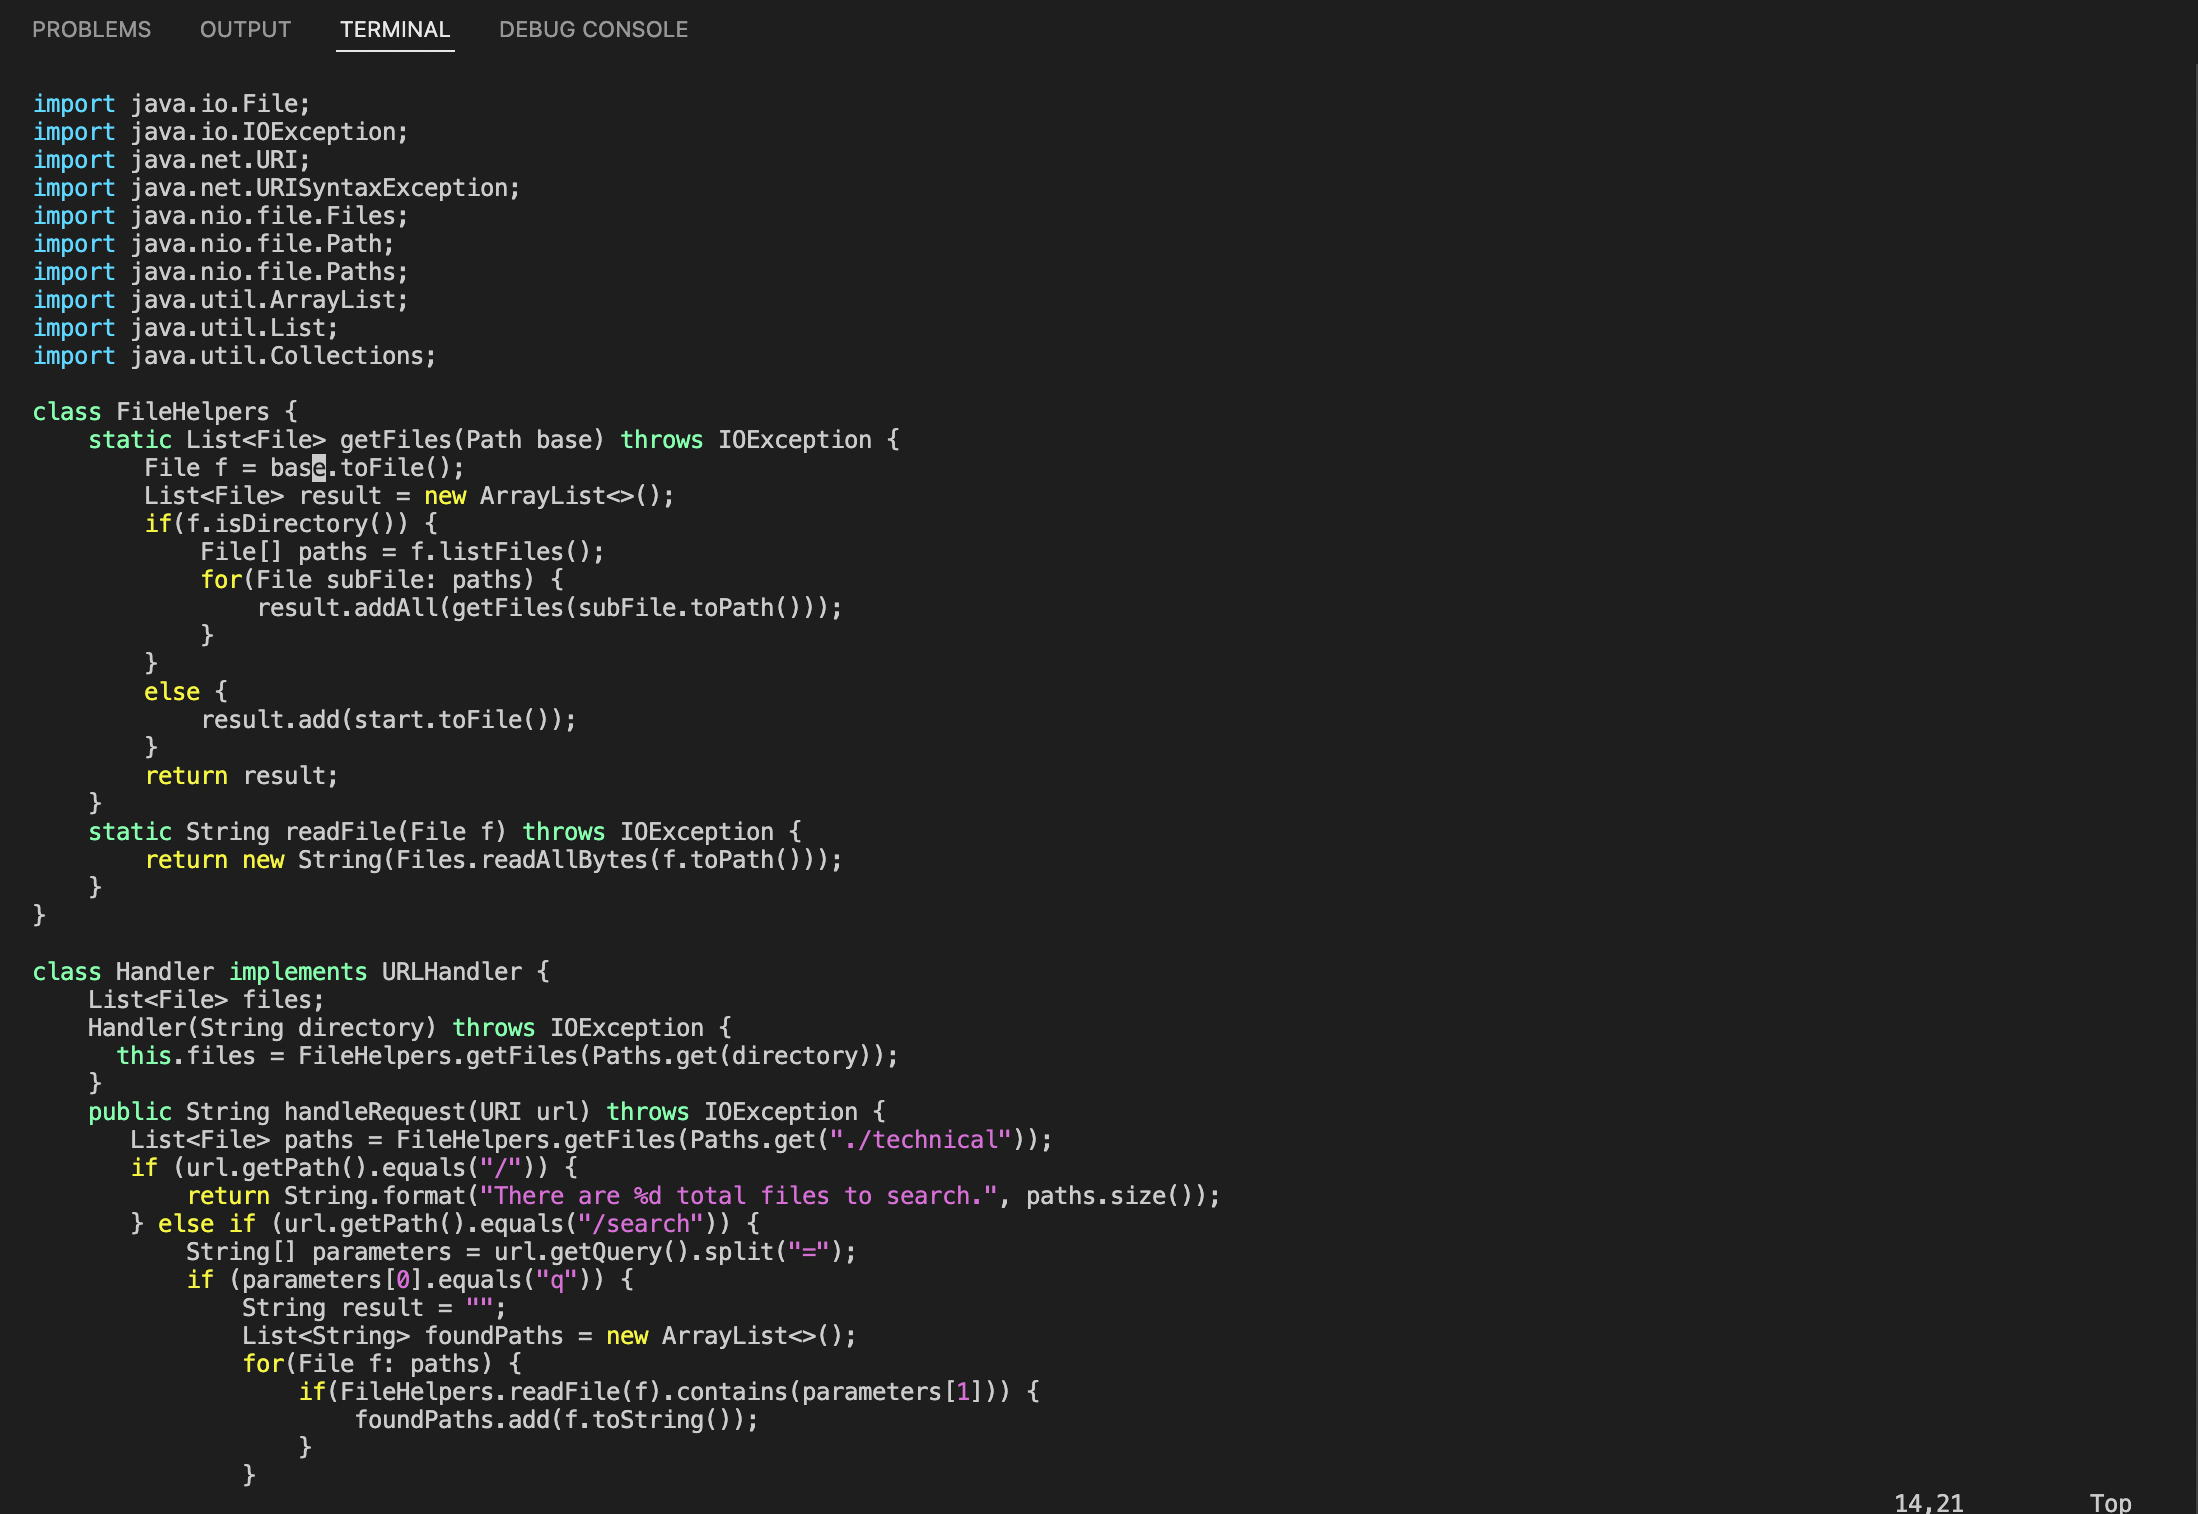 PROBLEMS OUTPUT TERMINAL DEBUG CONSOLE
import java.io.File;
import java.io.IOException;
import java.net.URI;
import java.net.URISyntaxException;
import java.nio.file.Files;
import java.nio.file.Path;
import java.nio.file.Paths;
import java.util.ArrayList;
import java.util.List;
import java.util.Collections;

class FileHelpers {
    static List<File> getFiles(Path base) throws IOException {
        File f = base.toFile();
        List<File> result = new ArrayList<>();
        if(f.isDirectory()) {
            File[] paths = f.listFiles();
            for(File subFile: paths) {
                result.addAll(getFiles(subFile.toPath()));
            }
        }
        else {
            result.add(start.toFile());
        }
        return result;
    }
    static String readFile(File f) throws IOException {
        return new String(Files.readAllBytes(f.toPath()));
    }
}

class Handler implements URLHandler {
    List<File> files;
    Handler(String directory) throws IOException {
      this.files = FileHelpers.getFiles(Paths.get(directory));
    }
    public String handleRequest(URI url) throws IOException {
       List<File> paths = FileHelpers.getFiles(Paths.get("./technical"));
       if (url.getPath().equals("/")) {
           return String.format("There are %d total files to search.", paths.size());
       } else if (url.getPath().equals("/search")) {
           String[] parameters = url.getQuery().split("=");
           if (parameters[0].equals("q")) {
               String result = "";
               List<String> foundPaths = new ArrayList<>();
               for(File f: paths) {
                   if(FileHelpers.readFile(f).contains(parameters[1])) {
                       foundPaths.add(f.toString());
                   }
               }
14,21 Top